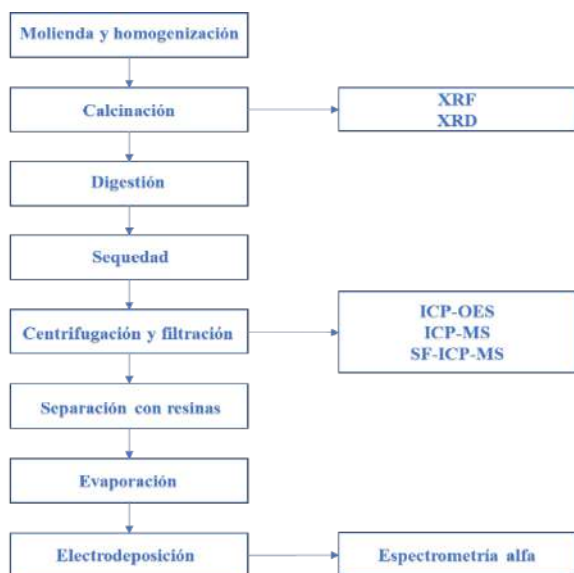 Molienda y homogenización
Calcinación
XRF
XRD
Digestión
Sequedad
Centrifugación y filtración
ICP-OES
ICP-MS
SF-ICP-MS
Separación con resinas
Evaporación
Electrodeposición
Espectrometría alfa